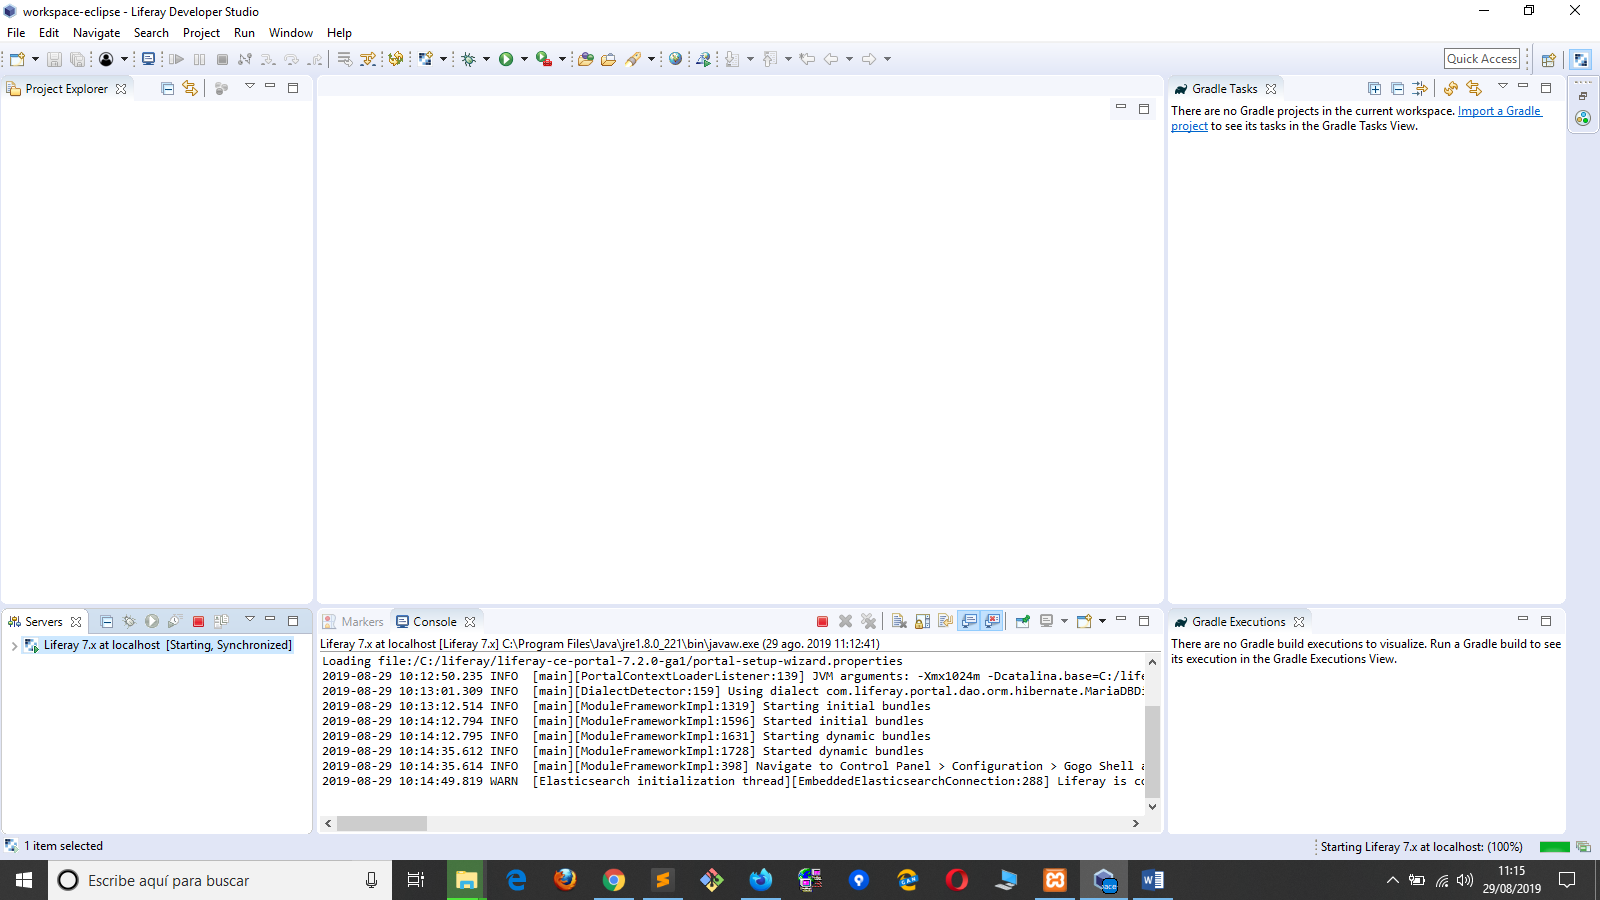 workspace-eclipse - Liferay Developer Studio
File Edit Navigate Search Project Run Window Help
Quick Access
Project Explorer
Gradle Tasks
There are no Gradle projects in the current workspace. Import a Gradle
project to see its tasks in the Gradle Tasks View.
Servers
Liferay 7.x at localhost [Starting, Synchronized]
Markers Console
Liferay 7.x at localhost [Liferay 7.x] C:\Program Files\Java\jre1.8.0_221\bin\javaw.exe (29 ago. 2019 11:12:41)
Loading file:/C:/liferay/liferay-ce-portal-7.2.0-ga1/portal-setup-wizard.properties
2019-08-29 10:12:50.235 INFO [main][PortalContextLoaderListener:139] JVM arguments: -Xmx1024m -Dcatalina.base=C:/life
2019-08-29 10:13:01.309 INFO [main][DialectDetector:159] Using dialect com.liferay.portal.dao.orm.hibernate.MariaDBDi
2019-08-29 10:13:12.514 INFO [main][ModuleFrameworkImpl:1319] Starting initial bundles
2019-08-29 10:14:12.794 INFO [main][ModuleFrameworkImpl:1596] Started initial bundles
2019-08-29 10:14:12.795 INFO [main][ModuleFrameworkImpl:1631] Starting dynamic bundles
2019-08-29 10:14:35.612 INFO [main][ModuleFrameworkImpl:1728] Started dynamic bundles
2019-08-29 10:14:35.614 INFO [main][ModuleFrameworkImpl:398] Navigate to Control Panel > Configuration > Gogo Shell a
2019-08-29 10:14:49.819 WARN [Elasticsearch initialization thread][EmbeddedElasticsearchConnection:288] Liferay is co
Gradle Executions
There are no Gradle build executions to visualize. Run a Gradle build to see
its execution in the Gradle Executions View.
1 item selected
Starting Liferay 7.x at localhost: (100%)
Escribe aquí para buscar
11:15
29/08/2019